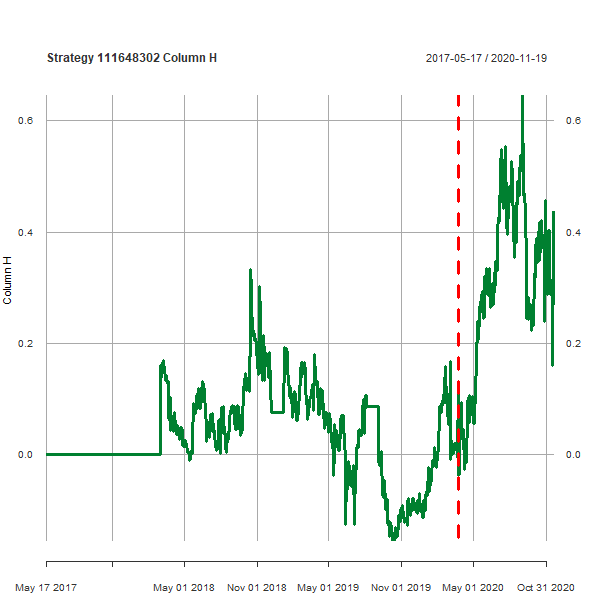 Strategy 111648302 Column H
2017-05-17 / 2020-11-19
0.6
0.6
0.4
0.4
0.2
0.2
0.0
0.0
Column H
May 17 2017
May 01 2018
Nov 01 2018
May 01 2019
Nov 01 2019
May 01 2020
Oct 31 2020